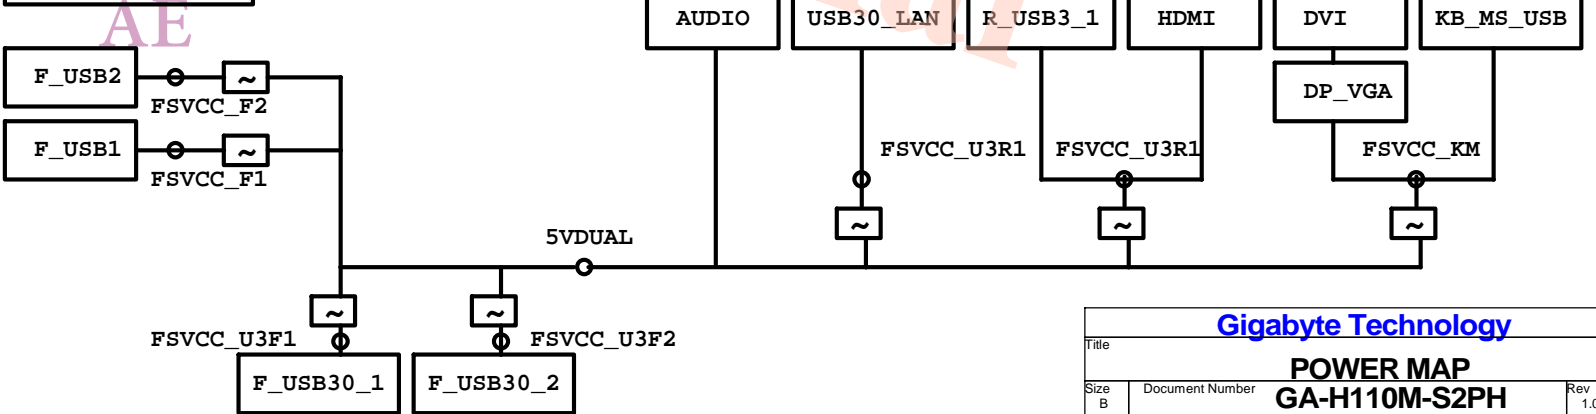 AE
AUDIO
USB30_LAN
R_USB3_1
HDMI
DVI
KB_MS_USB
F_USB2
FSVCC_F2
DP_VGA
F_USB1
FSVCC_F1
FSVCC_U3R1
FSVCC_U3R1
FSVCC_KM
5VDUAL
FSVCC_U3F1
FSVCC_U3F2
F_USB30_1
F_USB30_2
Gigabyte Technology
Title
POWER MAP
Size
B
Document Number
GA-H110M-S2PH
Rev